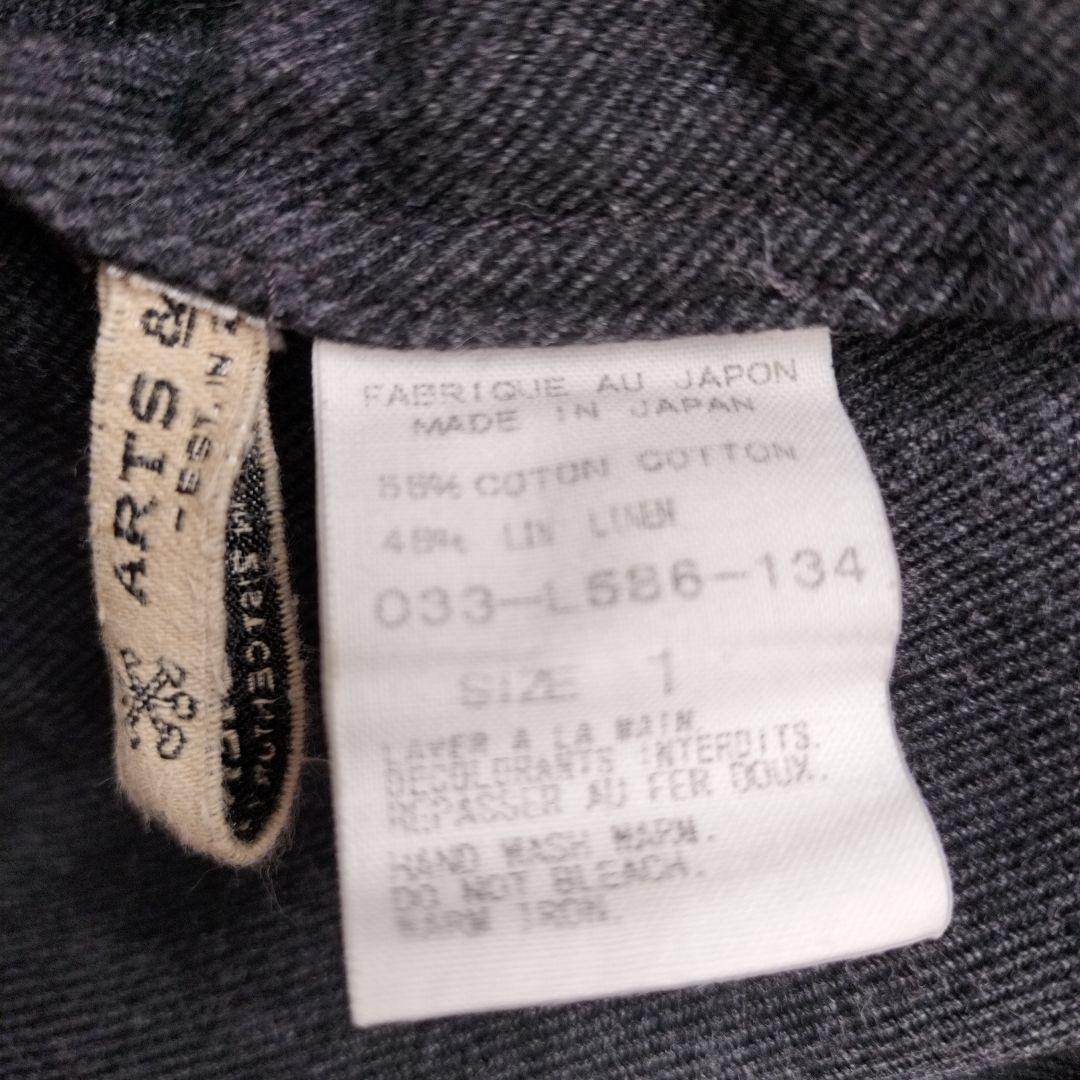 ARTS &
-EST. IN
FABRIQUE AU JAPON
MADE IN JAPAN
55% COTON COTTON
45% LIN LINEN
033-L586-134
SIZE 1
LAVER A LA MAIN.
DECOLORANTS INTERDITS.
REPASSER AU FER DOUX.
HAND WASH WARM.
DO NOT BLEACH.
WARM IRON.